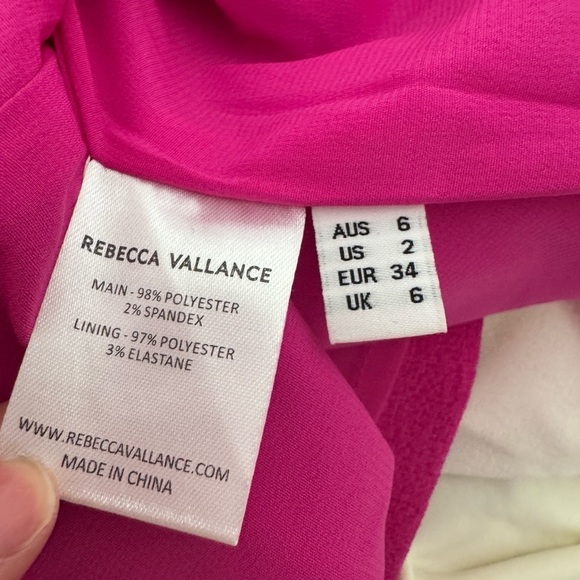 REBECCA VALLANCE
MAIN - 98% POLYESTER
2% SPANDEX
LINING - 97% POLYESTER
3% ELASTANE
WWW.REBECCAVALLANCE.COM
MADE IN CHINA
AUS 6
US 2
EUR 34
UK 6